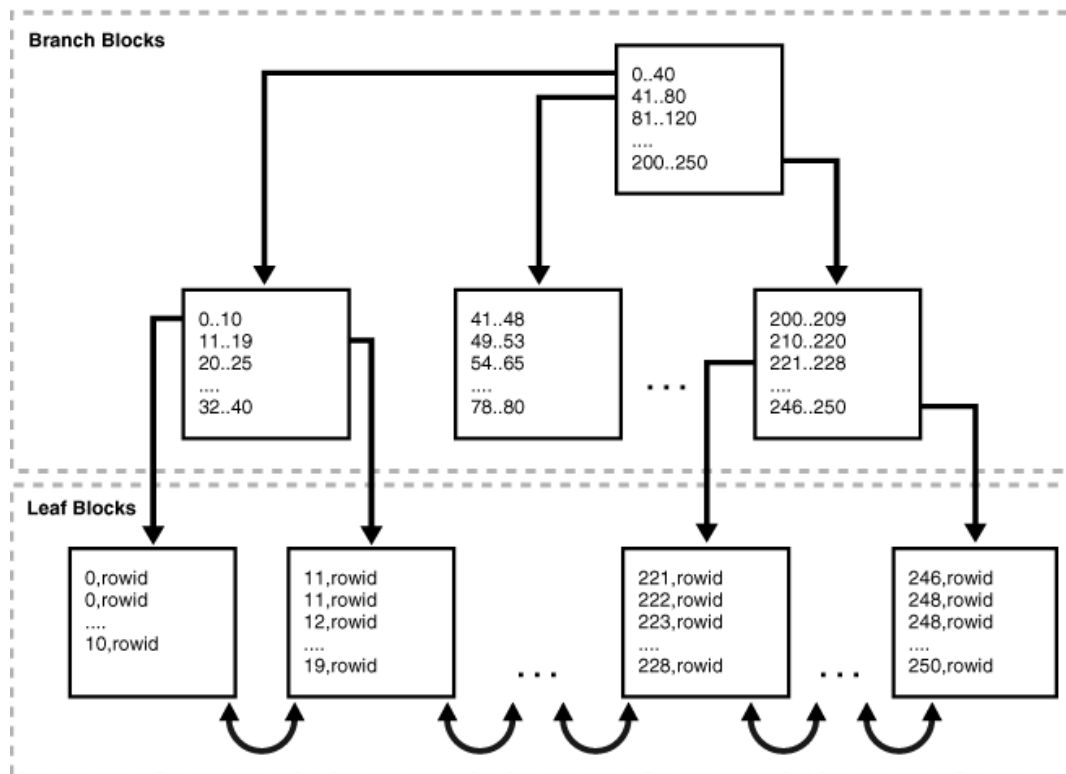 Branch Blocks
0..40
41..80
81..120
....
200..250
0..10
11..19
20..25
....
32..40
41..48
49..53
54..65
....
78..80
...
200..209
210..220
221..228
....
246..250
Leaf Blocks
0,rowid
0,rowid
....
10,rowid
11,rowid
11,rowid
12,rowid
....
19,rowid
...
221,rowid
222,rowid
223,rowid
....
228,rowid
...
246,rowid
248,rowid
248,rowid
....
250,rowid